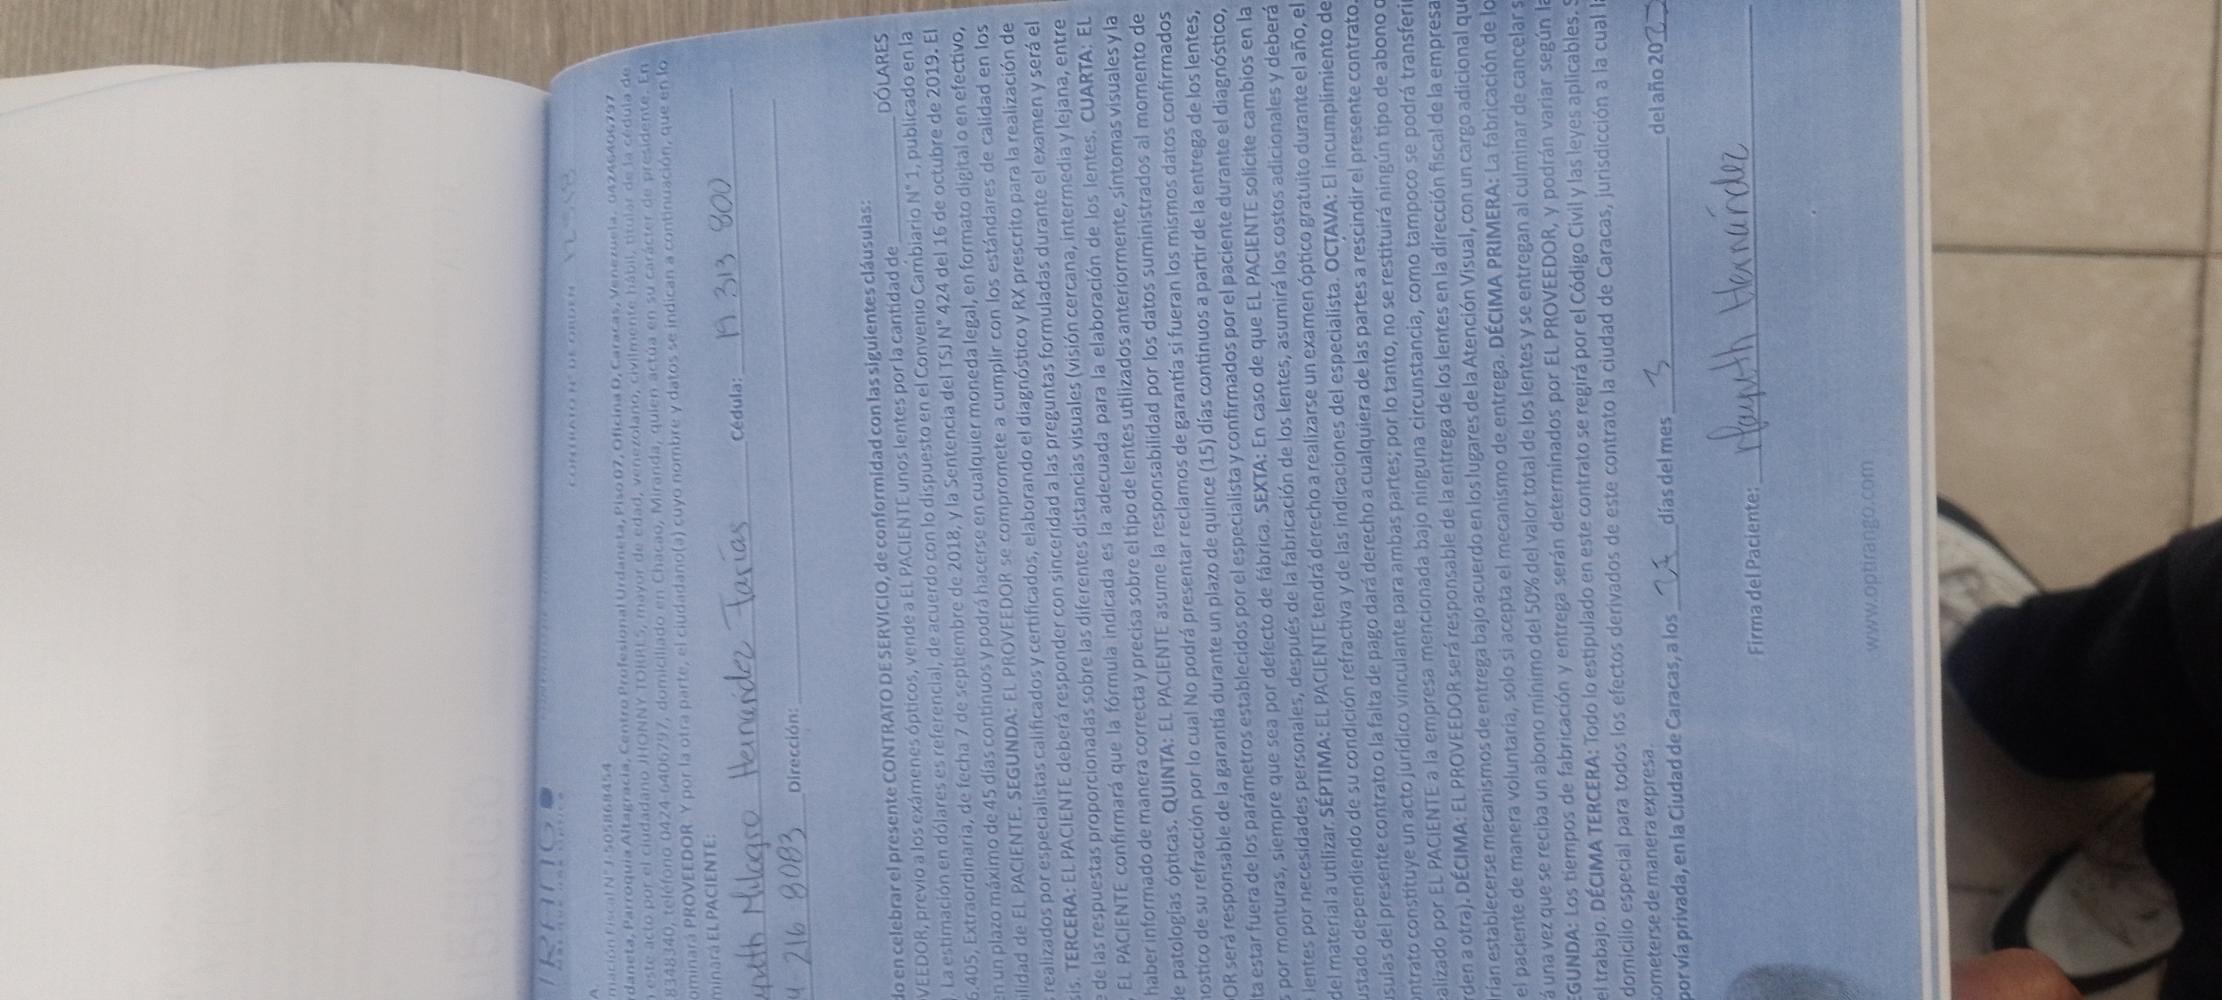 CONTRATO N° DE ORDEN
A
mación Fiscal N° J-505868454
rdaneta, Parroquia Altagracia, Centro Profesional Urdaneta, Piso 07, Oficina D, Caracas, Venezuela. 04246406797
este acto por el ciudadano JHONNY TORRES, mayor de edad, venezolano, civilmente hábil, titular de la cédula de
834840, teléfono 0424-6406797, domiciliado en Chacao, Miranda, quien actúa en su carácter de presidente. En
ominará PROVEEDOR Y por la otra parte, el ciudadano(a) cuyo nombre y datos se indican a continuación, que en lo
minará EL PACIENTE:
Milagro Hernandez Farías cédula: 19 313 800
216 8083 Dirección:
do en celebrar el presente CONTRATO DE SERVICIO, de conformidad con las siguientes cláusulas:
VEEDOR, previo a los exámenes ópticos, vende a EL PACIENTE unos lentes por la cantidad de DÓLARES
. La estimación en dólares es referencial, de acuerdo con lo dispuesto en el Convenio Cambiario N° 1, publicado en la
6.405, Extraordinaria, de fecha 7 de septiembre de 2018, y la Sentencia del TSJ N° 424 del 16 de octubre de 2019. El
en un plazo máximo de 45 días continuos y podrá hacerse en cualquier moneda legal, en formato digital o en efectivo,
ilidad de EL PACIENTE. SEGUNDA: EL PROVEEDOR se compromete a cumplir con los estándares de calidad en los
realizados por especialistas calificados y certificados, elaborando el diagnóstico y RX prescrito para la realización de
sis. TERCERA: EL PACIENTE deberá responder con sinceridad a las preguntas formuladas durante el examen y será el
e de las respuestas proporcionadas sobre las diferentes distancias visuales (visión cercana, intermedia y lejana, entre
EL PACIENTE confirmará que la fórmula indicada es la adecuada para la elaboración de los lentes. CUARTA: EL
haber informado de manera correcta y precisa sobre el tipo de lentes utilizados anteriormente, síntomas visuales y la
de patologías ópticas. QUINTA: EL PACIENTE asume la responsabilidad por los datos suministrados al momento de
nostico de su refracción por lo cual No podrá presentar reclamos de garantía si fueran los mismos datos confirmados
OR será responsable de la garantía durante un plazo de quince (15) días continuos a partir de la entrega de los lentes,
lta estar fuera de los parámetros establecidos por el especialista y confirmados por el paciente durante el diagnóstico,
s por monturas, siempre que sea por defecto de fábrica. SEXTA: En caso de que EL PACIENTE solicite cambios en la
lentes por necesidades personales, después de la fabricación de los lentes, asumirá los costos adicionales y deberá
del material a utilizar. SÉPTIMA: EL PACIENTE tendrá derecho a realizarse un examen óptico gratuito durante el año, el
ustado dependiendo de su condición refractiva y de las indicaciones del especialista. OCTAVA: El incumplimiento de
usulas del presente contrato o la falta de pago dará derecho a cualquiera de las partes a rescindir el presente contrato.
ontrato constituye un acto jurídico vinculante para ambas partes; por lo tanto, no se restituirá ningún tipo de abono o
alizado por EL PACIENTE a la empresa mencionada bajo ninguna circunstancia, como tampoco se podrá transferi
rden a otra). DÉCIMA: EL PROVEEDOR será responsable de la entrega de los lentes en la dirección fiscal de la empresa
rían establecerse mecanismos de entrega bajo acuerdo en los lugares de la Atención Visual, con un cargo adicional que
el paciente de manera voluntaria, solo si acepta el mecanismo de entrega. DÉCIMA PRIMERA: La fabricación de lo
á una vez que se reciba un abono mínimo del 50% del valor total de los lentes y se entregan al culminar de cancelar s
EGUNDA: Los tiempos de fabricación y entrega serán determinados por EL PROVEEDOR, y podrán variar según la
el trabajo. DÉCIMA TERCERA: Todo lo estipulado en este contrato se regirá por el Código Civil y las leyes aplicables. S
domicilio especial para todos los efectos derivados de este contrato la ciudad de Caracas, jurisdicción a la cual l
someterse de manera expresa.
por vía privada, en la Ciudad de Caracas, a los días del mes 3 del año 20
Firma del Paciente: Hernández
www.optirango.com